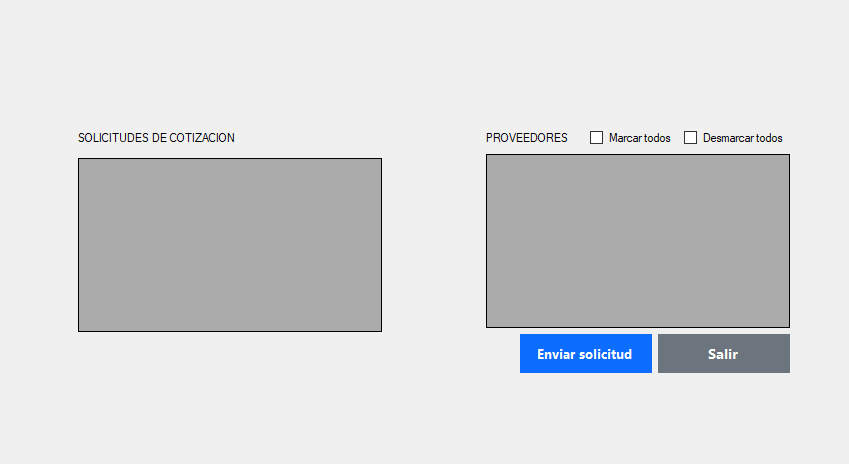 SOLICITUDES DE COTIZACION
PROVEEDORES Marcar todos Desmarcar todos
Enviar solicitud Salir